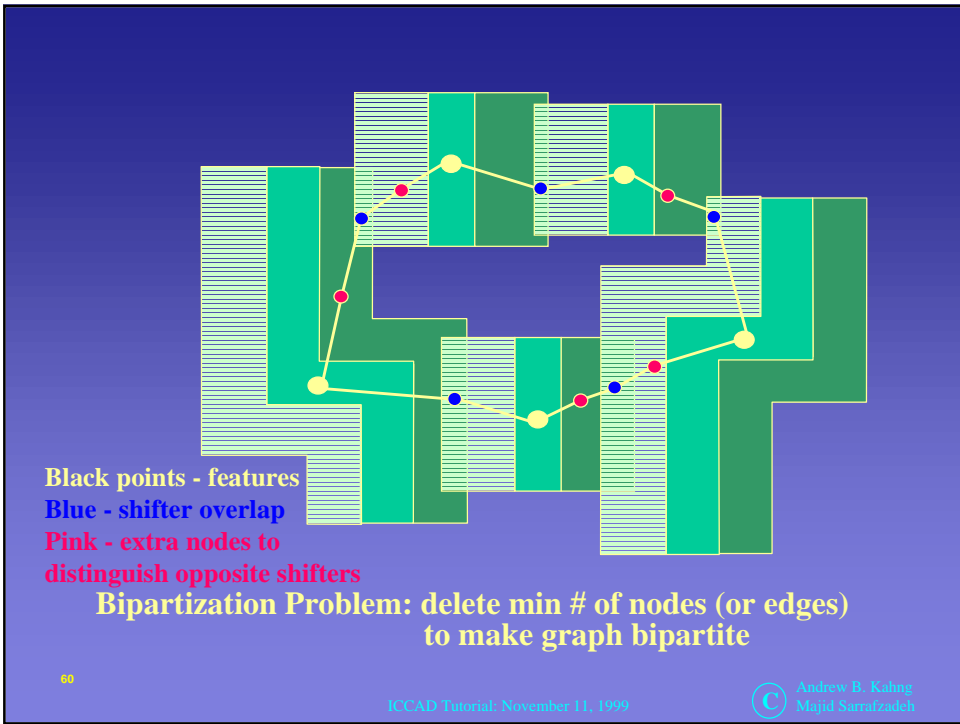 Black points - features
Blue - shifter overlap
Pink - extra nodes to
distinguish opposite shifters
Bipartization Problem: delete min # of nodes (or edges)
to make graph bipartite
60
ICCAD Tutorial: November 11, 1999
C
Andrew B. Kahng
Majid Sarrafzadeh